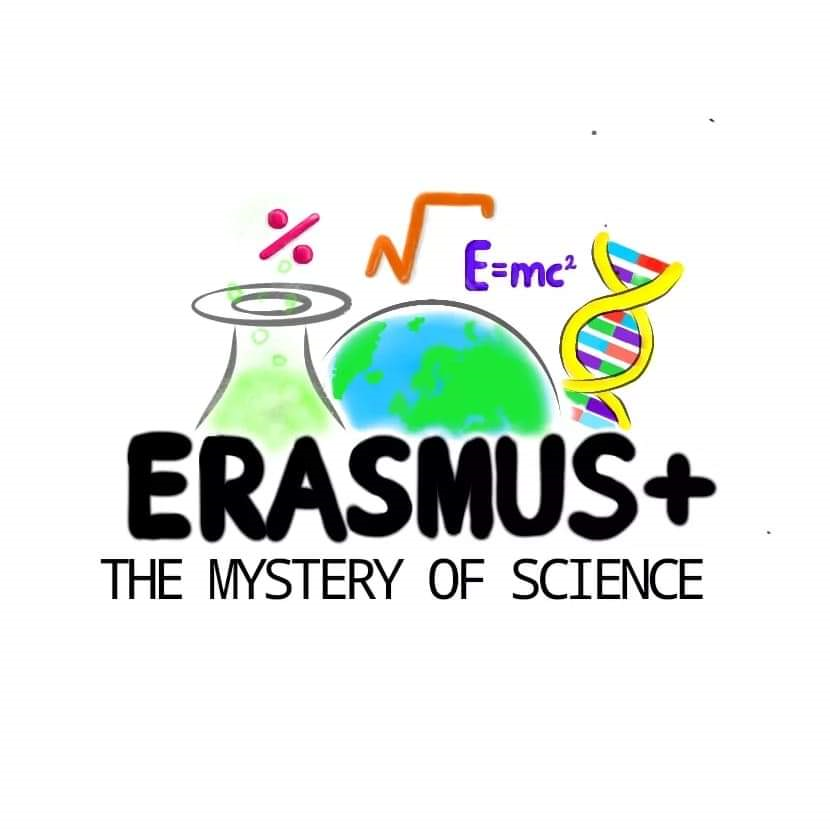 %
√
E=mc²
ERASMUS+
THE MYSTERY OF SCIENCE